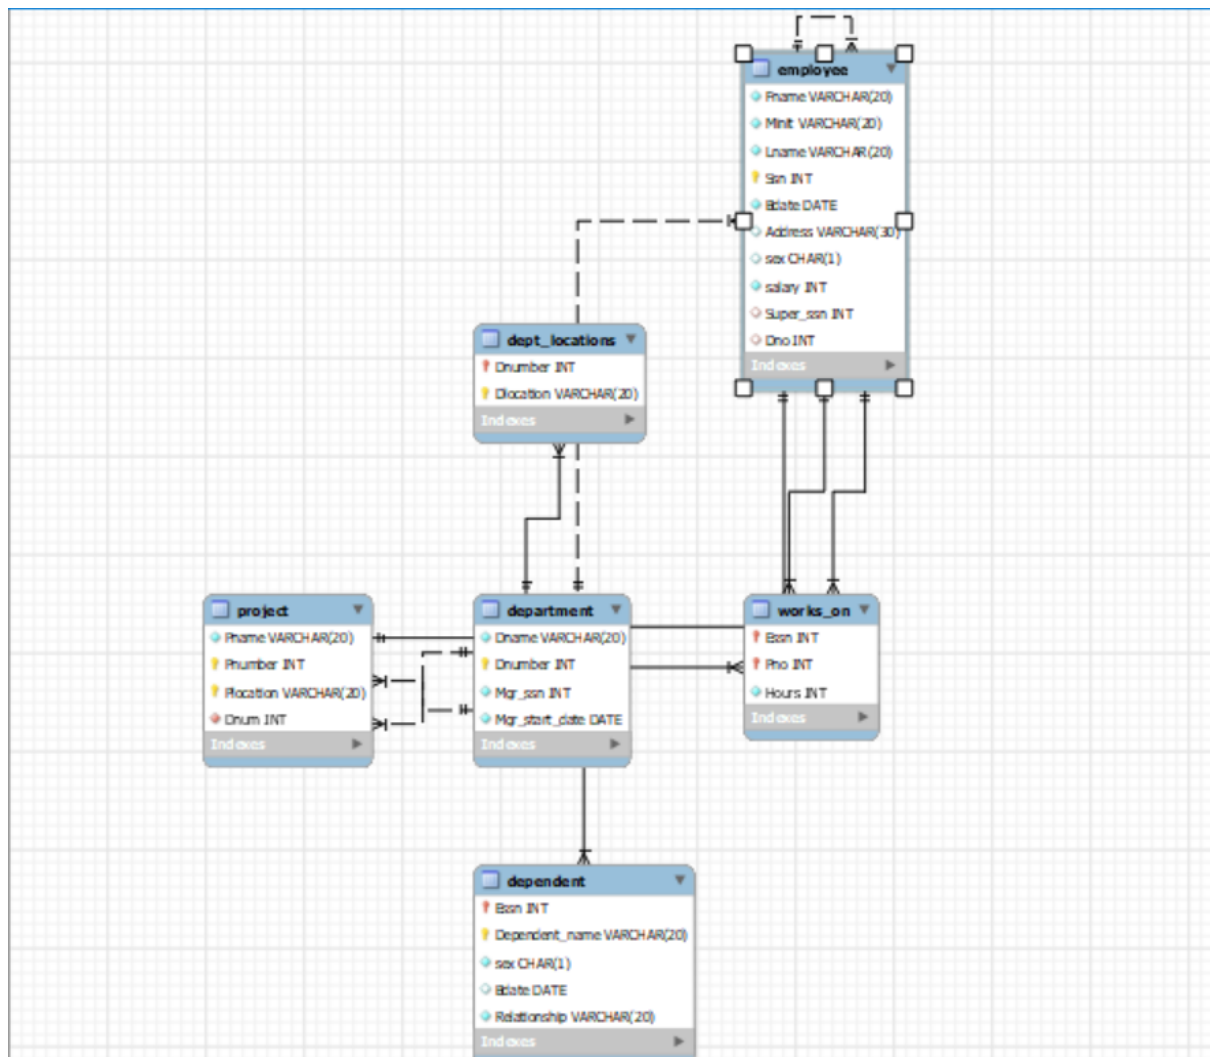 employee
Fname VARCHAR(20)
Minit VARCHAR(20)
Lname VARCHAR(20)
Ssn INT
Bdate DATE
Address VARCHAR(30)
sex CHAR(1)
salary INT
Super_ssn INT
Dno INT
Indexes
dept_locations
Dnumber INT
Dlocation VARCHAR(20)
Indexes
project
Pname VARCHAR(20)
Pnumber INT
Plocation VARCHAR(20)
Dnum INT
Indexes
department
Dname VARCHAR(20)
Dnumber INT
Mgr_ssn INT
Mgr_start_date DATE
Indexes
works_on
Essn INT
Pno INT
Hours INT
Indexes
dependent
Essn INT
Dependent_name VARCHAR(20)
sex CHAR(1)
Bdate DATE
Relationship VARCHAR(20)
Indexes